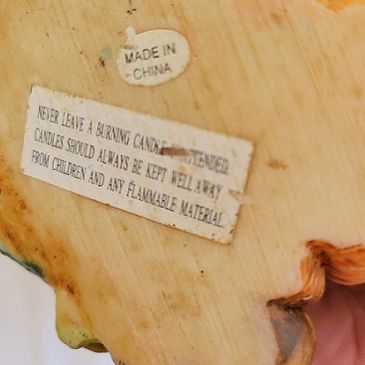 MADE IN
CHINA
NEVER LEAVE A BURNING CANDLE
CANDLES SHOULD ALWAYS BE KEPT WELL AWAY
FROM CHILDREN AND ANY FLAMMABLE MATERIAL.